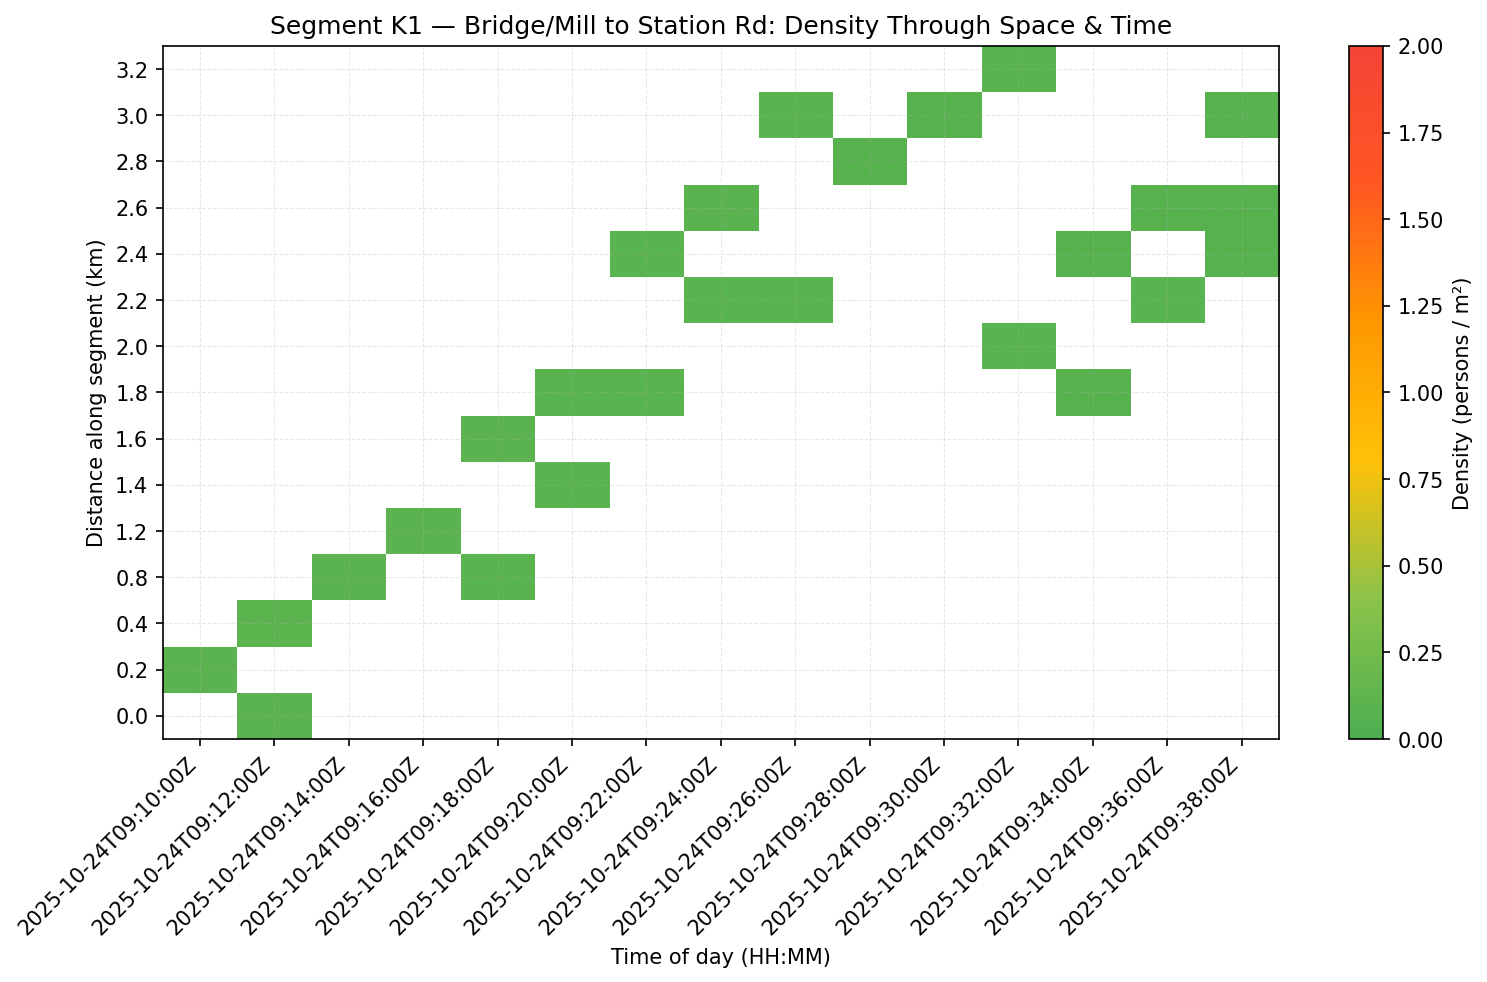 Segment K1 — Bridge/Mill to Station Rd: Density Through Space & Time
Distance along segment (km)
3.2
3.0
2.8
2.6
2.4
2.2
2.0
1.8
1.6
1.4
1.2
0.8
0.4
0.2
0.0
2025-10-24T09:10:00Z
2025-10-24T09:12:00Z
2025-10-24T09:14:00Z
2025-10-24T09:16:00Z
2025-10-24T09:18:00Z
2025-10-24T09:20:00Z
2025-10-24T09:22:00Z
2025-10-24T09:24:00Z
2025-10-24T09:26:00Z
2025-10-24T09:28:00Z
2025-10-24T09:30:00Z
2025-10-24T09:32:00Z
2025-10-24T09:34:00Z
2025-10-24T09:36:00Z
2025-10-24T09:38:00Z
Time of day (HH:MM)
2.00
1.75
1.50
1.25
1.00
0.75
0.50
0.25
0.00
Density (persons / m²)